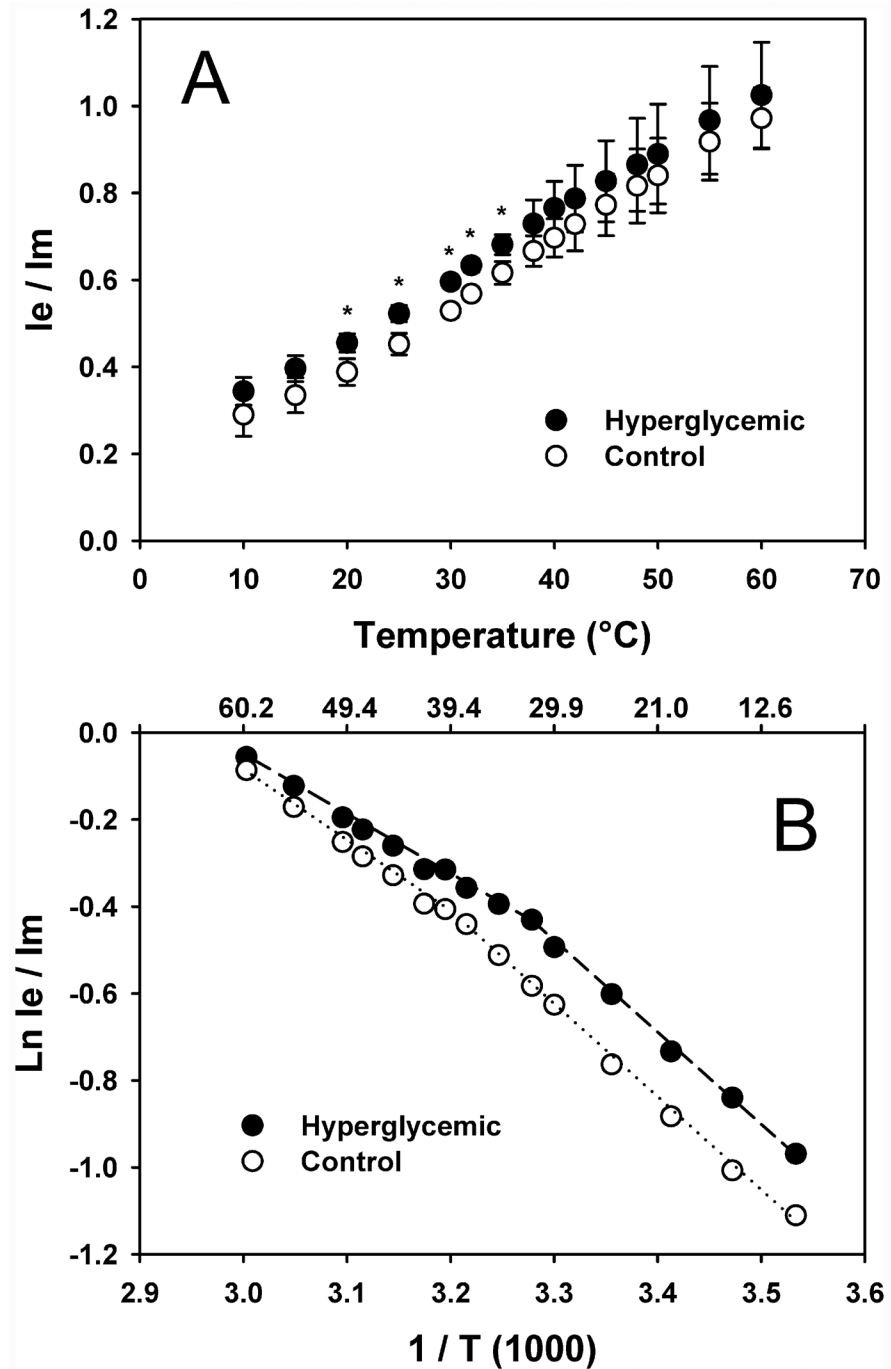 A
1.2
1.0
0.8
0.6
0.4
0.2
0.0
Ie / Im
* * * * *
Hyperglycemic
Control
0 10 20 30 40 50 60 70
Temperature (°C)
60.2 49.4 39.4 29.9 21.0 12.6
B
0.0
-0.2
-0.4
-0.6
-0.8
-1.0
-1.2
Ln Ie / Im
Hyperglycemic
Control
2.9 3.0 3.1 3.2 3.3 3.4 3.5 3.6
1 / T (1000)